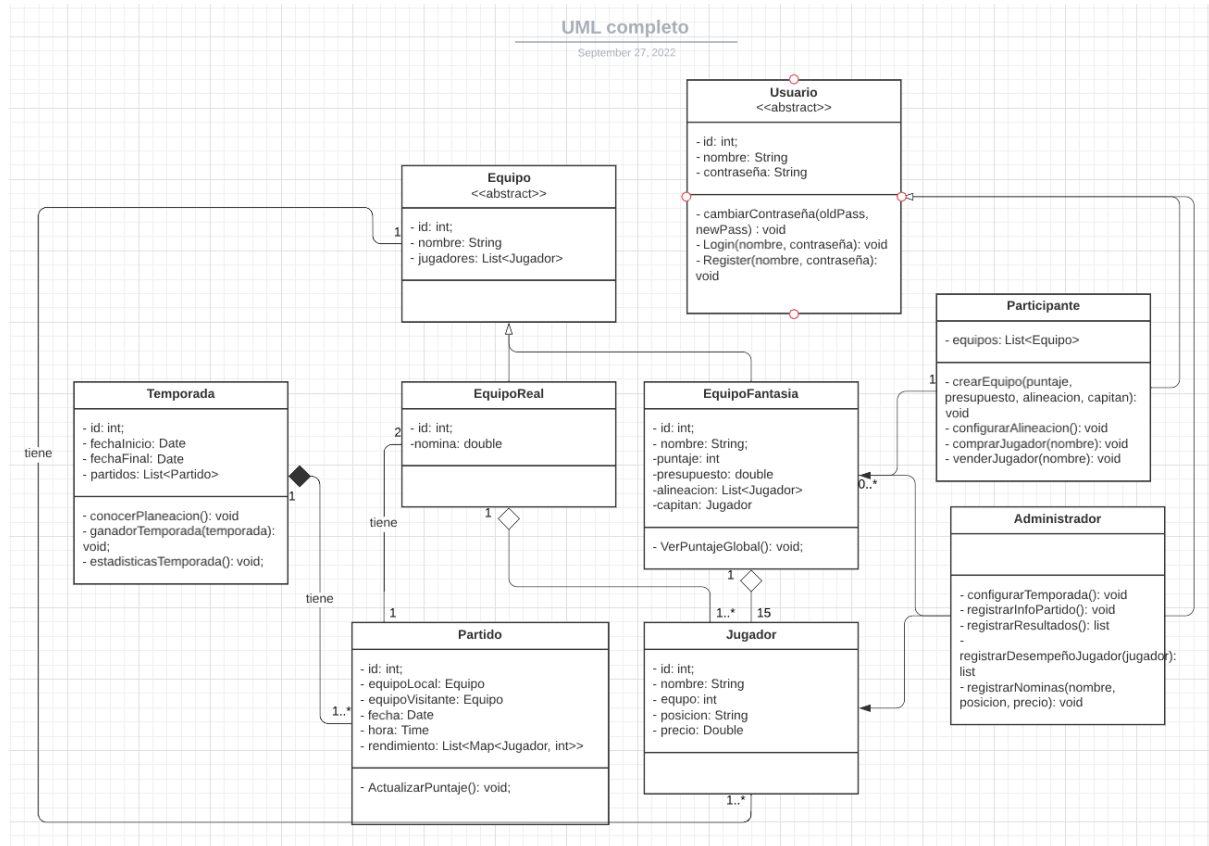 UML completo
September 27, 2022
Usuario
<<abstract>>
- id: int;
- nombre: String
- contraseña: String
- cambiarContraseña(oldPass,
newPass) : void
- Login(nombre, contraseña): void
- Register(nombre, contraseña):
void
Equipo
<<abstract>>
- id: int;
- nombre: String
- jugadores: List<Jugador>
1
Participante
- equipos: List<Equipo>
- crearEquipo(puntaje,
presupuesto, alineacion, capitan):
void
- configurarAlineacion(): void
- comprarJugador(nombre): void
- venderJugador(nombre): void
1
Temporada
- id: int;
- fechaInicio: Date
- fechaFinal: Date
- partidos: List<Partido>
- conocerPlaneacion(): void
- ganadorTemporada(temporada):
void;
- estadisticasTemporada(): void;
1
tiene
EquipoReal
- id: int;
-nomina: double
2
1
tiene
EquipoFantasia
- id: int;
- nombre: String;
-puntaje: int
-presupuesto: double
-alineacion: List<Jugador>
-capitan: Jugador
- VerPuntajeGlobal(): void;
0..*
1
Administrador
- configurarTemporada(): void
- registrarInfoPartido(): void
- registrarResultados(): list
-
registrarDesempeñoJugador(jugador):
list
- registrarNominas(nombre,
posicion, precio): void
tiene
1
1..*
15
Partido
- id: int;
- equipoLocal: Equipo
- equipoVisitante: Equipo
- fecha: Date
- hora: Time
- rendimiento: List<Map<Jugador, int>>
- ActualizarPuntaje(): void;
1..*
Jugador
- id: int;
- nombre: String
- equpo: int
- posicion: String
- precio: Double
1..*